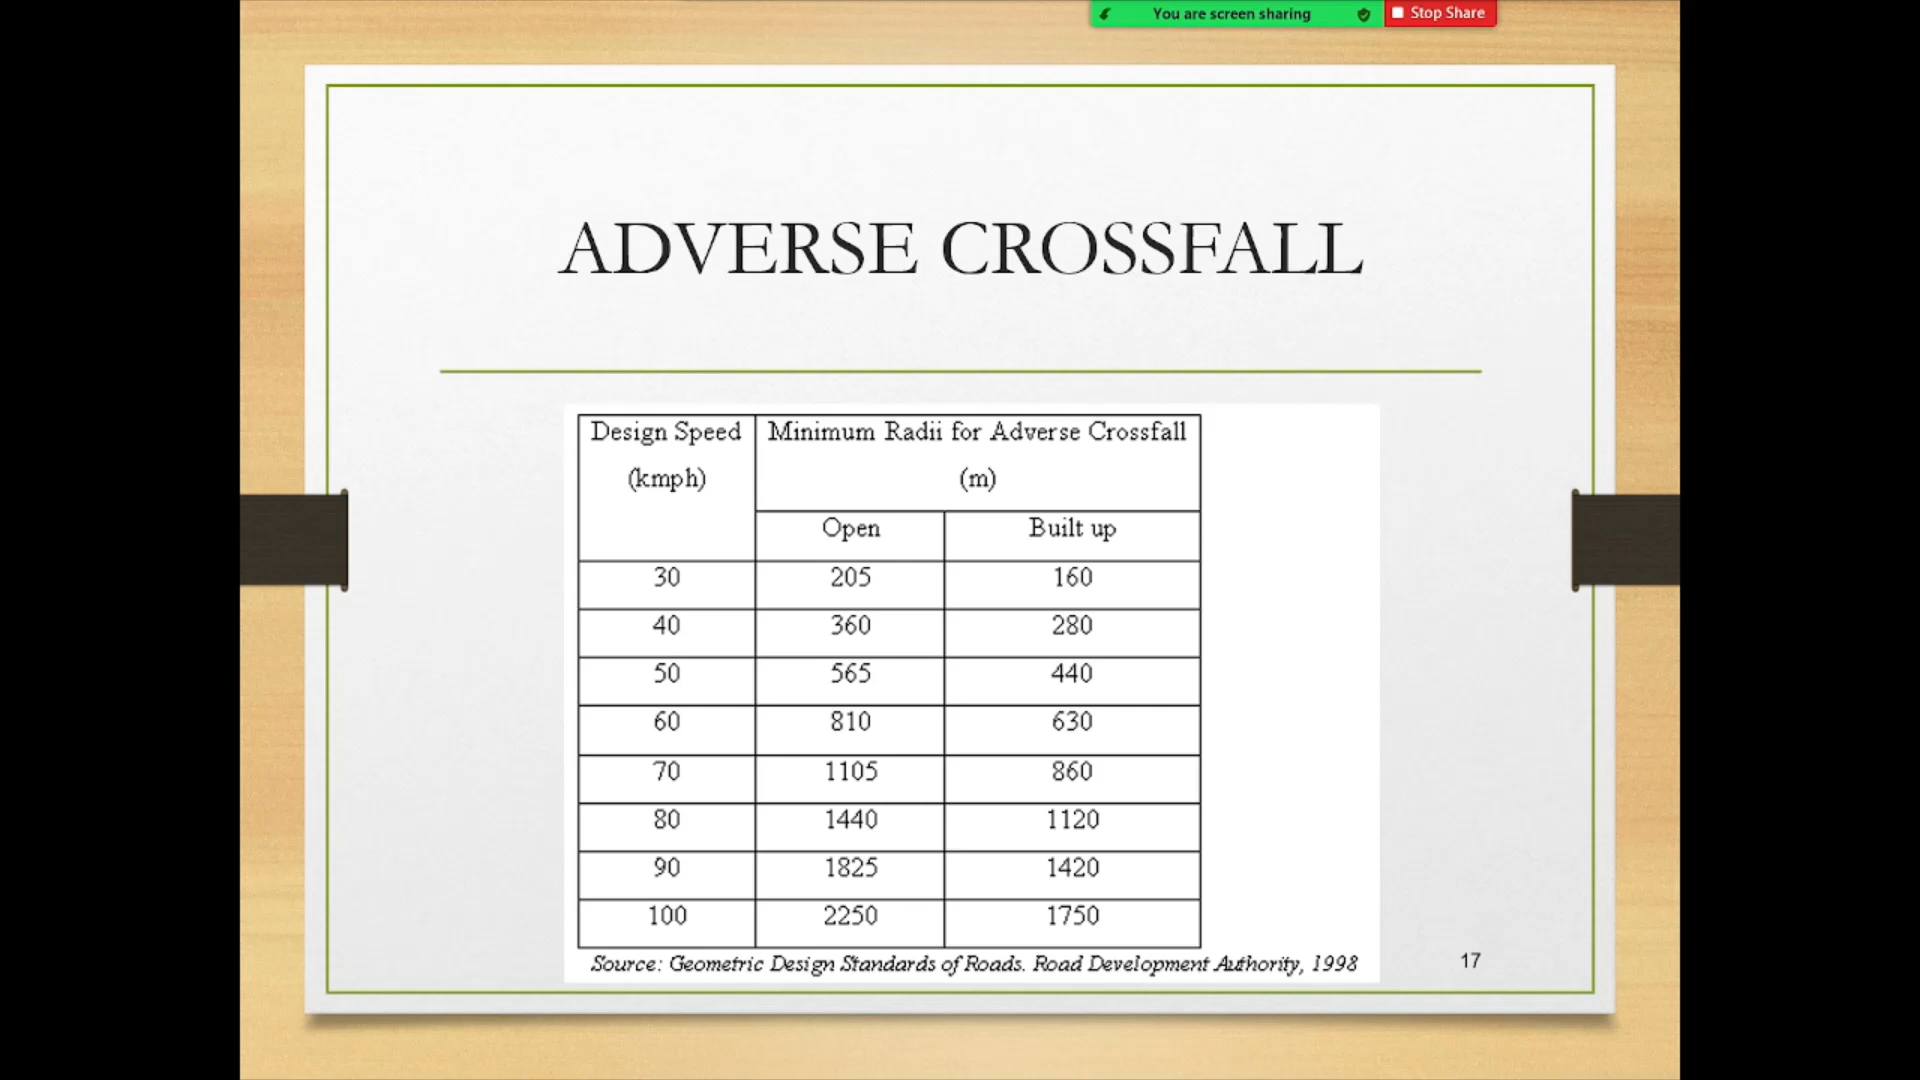 You are screen sharing
Stop Share
ADVERSE CROSSFALL
Design Speed Minimum Radii for Adverse Crossfall
(kmph) (m)
Open Built up
30 205 160
40 360 280
50 565 440
60 810 630
70 1105 860
80 1440 1120
90 1825 1420
100 2250 1750
Source: Geometric Design Standards of Roads. Road Development Authority, 1998
17